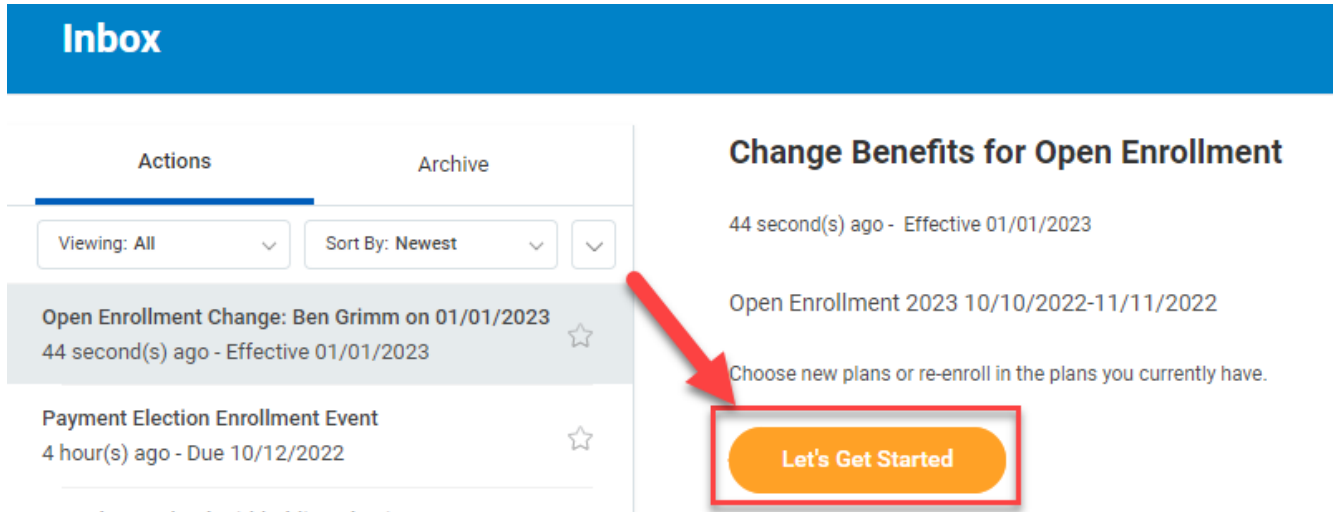 Inbox
Actions
Archive
Viewing: All
Sort By: Newest
Open Enrollment Change: Ben Grimm on 01/01/2023
44 second(s) ago - Effective 01/01/2023
Payment Election Enrollment Event
4 hour(s) ago - Due 10/12/2022
Change Benefits for Open Enrollment
44 second(s) ago - Effective 01/01/2023
Open Enrollment 2023 10/10/2022-11/11/2022
Choose new plans or re-enroll in the plans you currently have.
Let's Get Started